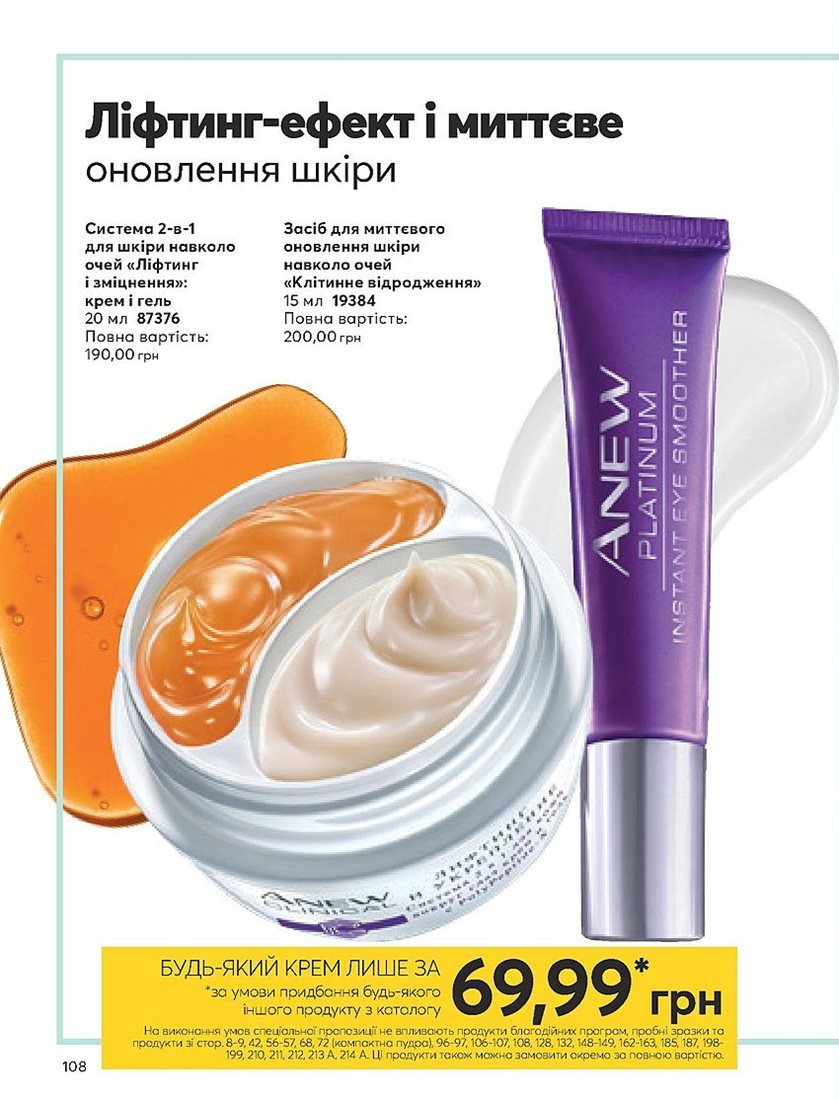 Ліфтинг-ефект і миттєве
оновлення шкіри
Система 2-в-1
для шкіри навколо
очей «Ліфтинг
і зміцнення»:
крем і гель
20 мл 87376
Повна вартість:
190,00 грн
Засіб для миттєвого
оновлення шкіри
навколо очей
«Клітинне відродження»
15 мл 19384
Повна вартість:
200,00 грн
ANEW
PLATINUM
INSTANT EYE SMOOTHER
ANEW
CLINICAL
ЛИФТИНГ
И УКРЕПЛЕНИЕ
БУДЬ-ЯКИЙ КРЕМ ЛИШЕ ЗА
*за умови придбання будь-якого
іншого продукту з каталогу
69,99* грн
На виконання умов спеціальної пропозиції не впливають продукти благодійних програм, пробні зразки та
продукти зі стор. 8-9, 42, 56-57, 68, 72 (компактна пудра), 96-97, 106-107, 108, 128, 132, 148-149, 162-163, 185, 187, 198-
199, 210, 211, 212, 213 А, 214 А. Ці продукти також можна замовити окремо за повною вартістю.
108